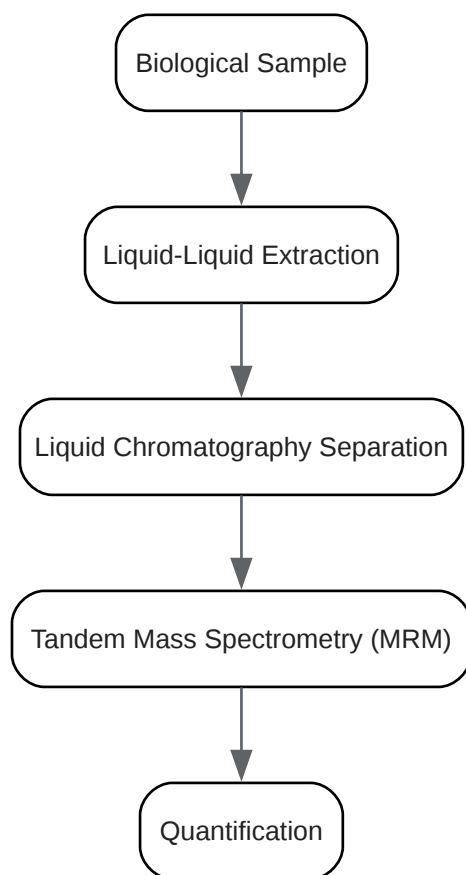 Biological Sample
Liquid-Liquid Extraction
Liquid Chromatography Separation
Tandem Mass Spectrometry (MRM)
Quantification